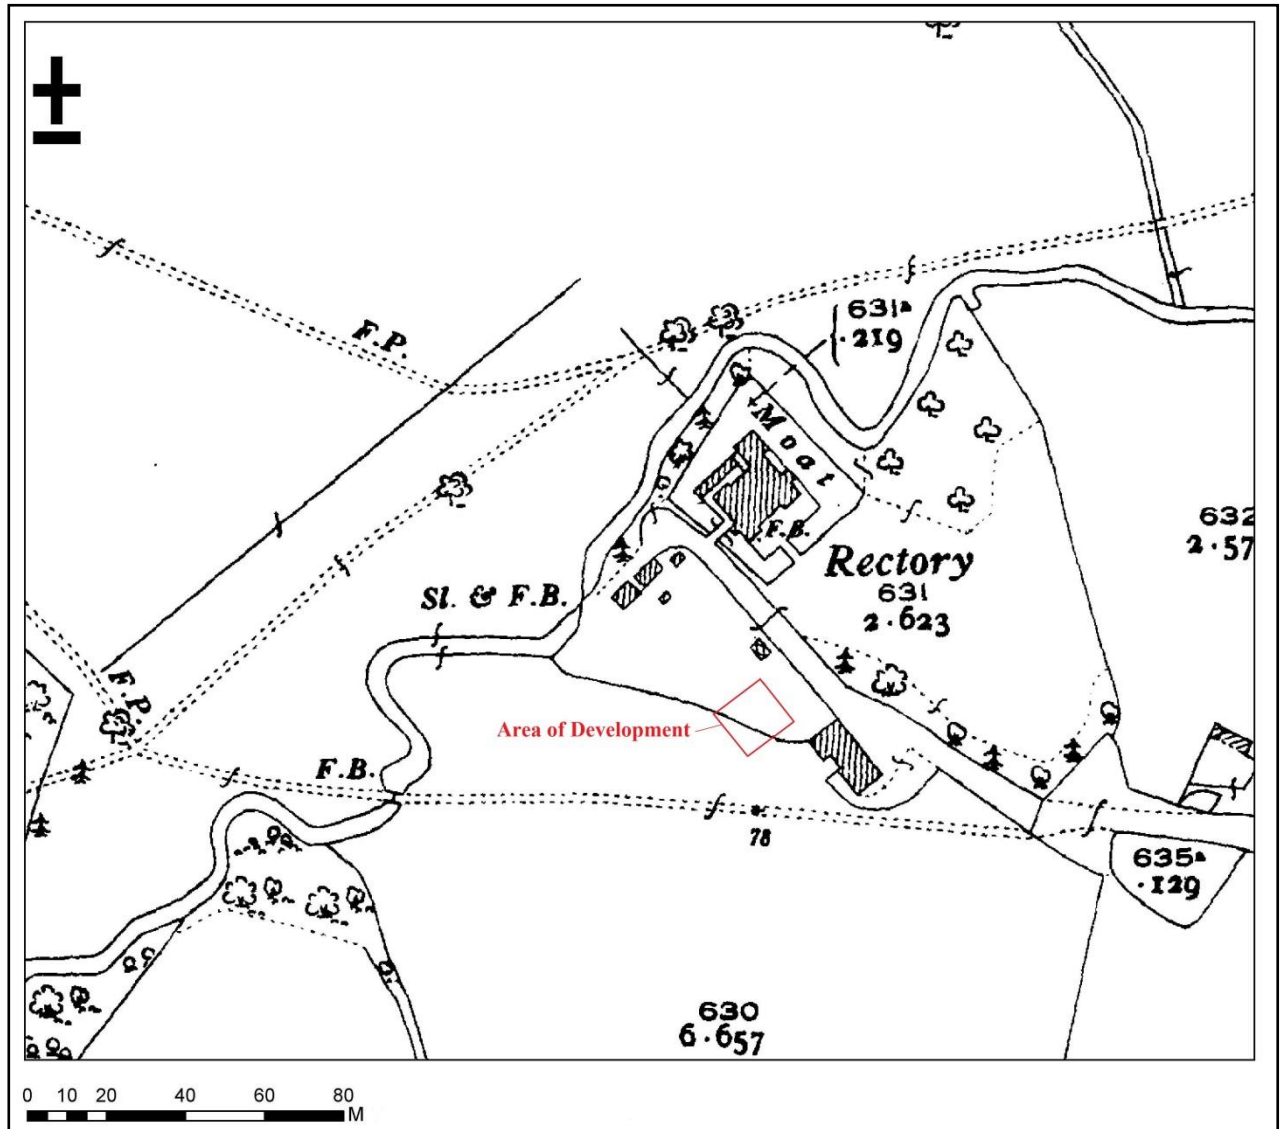 F.P.
631a
.219
Moat
F.B.
Rectory
631
2.623
632
2.57
Sl. & F.B.
F.P.
Area of Development
F.B.
78
635a
.129
630
6.657
0 10 20 40 60 80
M